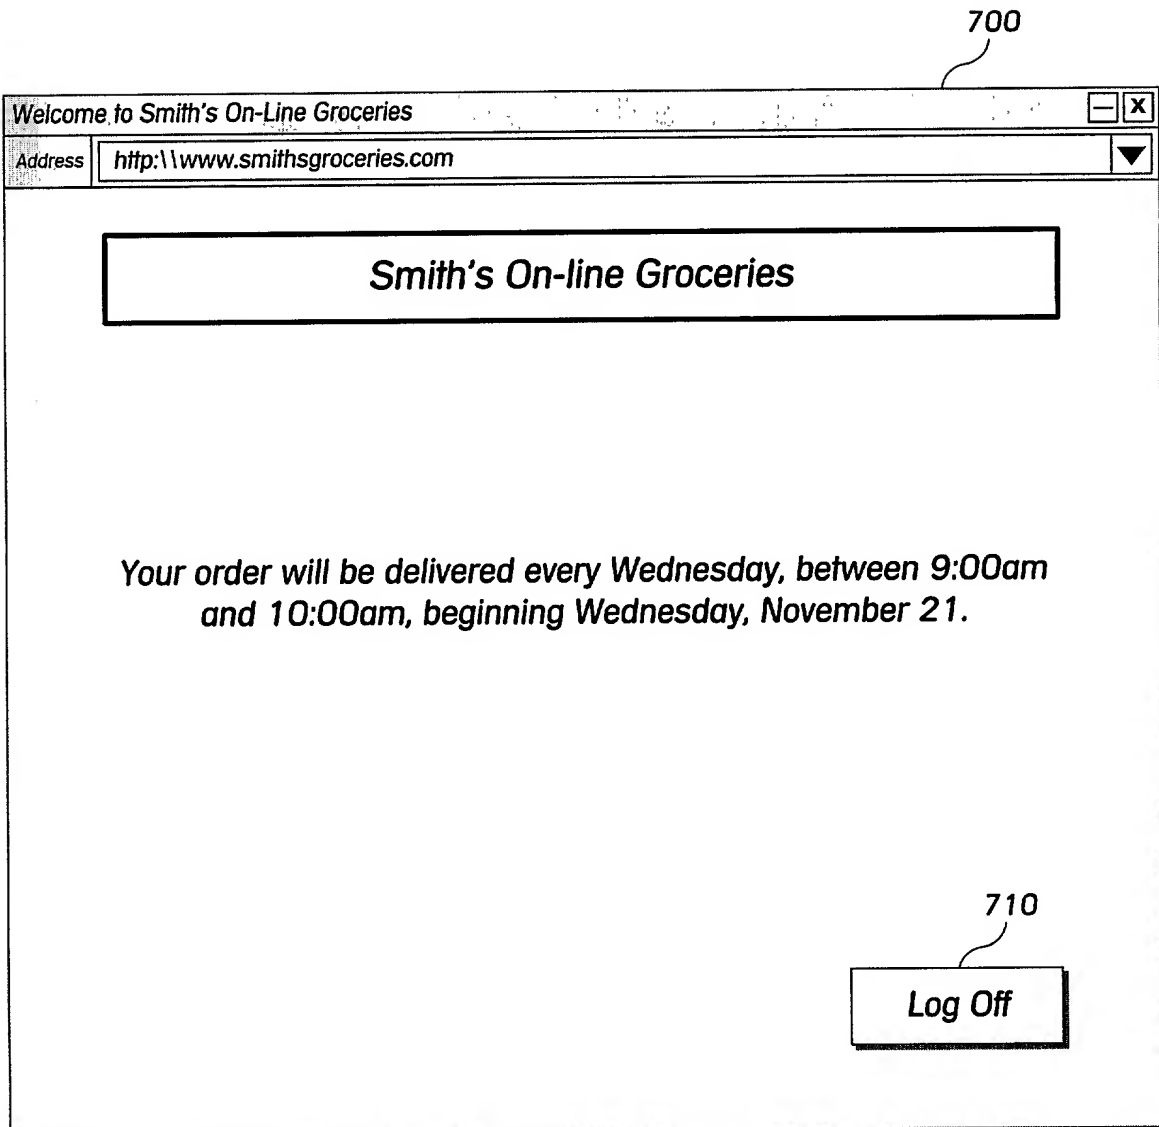 700
Welcome to Smith's On-Line Groceries
X
Address http:\\www.smithsgroceries.com
Smith's On-line Groceries
Your order will be delivered every Wednesday, between 9:00am
and 10:00am, beginning Wednesday, November 21.
710
Log Off